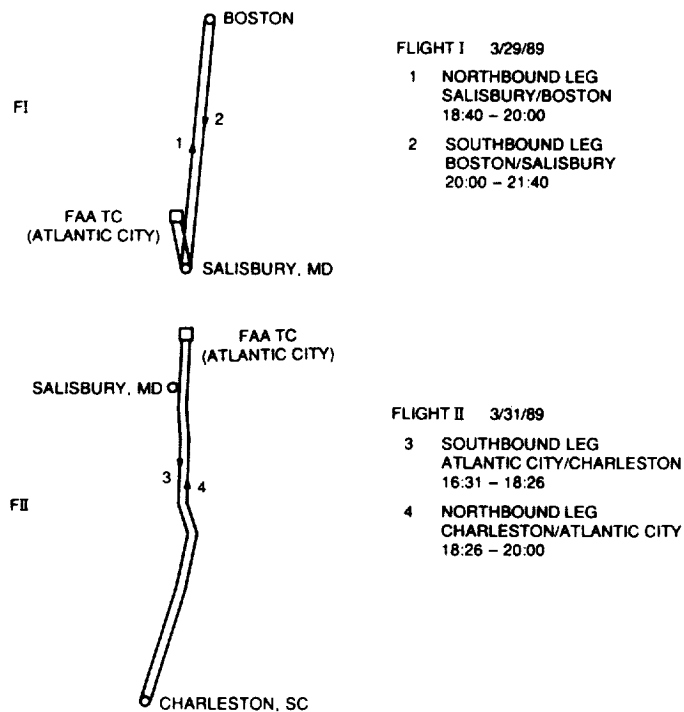 BOSTON
FI
2
1
FAA TC
(ATLANTIC CITY)
SALISBURY, MD
FLIGHT I 3/29/89
1 NORTHBOUND LEG
SALISBURY/BOSTON
18:40 – 20:00
2 SOUTHBOUND LEG
BOSTON/SALISBURY
20:00 – 21:40
FAA TC
(ATLANTIC CITY)
SALISBURY, MD
3
4
FII
CHARLESTON, SC
FLIGHT II 3/31/89
3 SOUTHBOUND LEG
ATLANTIC CITY/CHARLESTON
16:31 – 18:26
4 NORTHBOUND LEG
CHARLESTON/ATLANTIC CITY
18:26 – 20:00